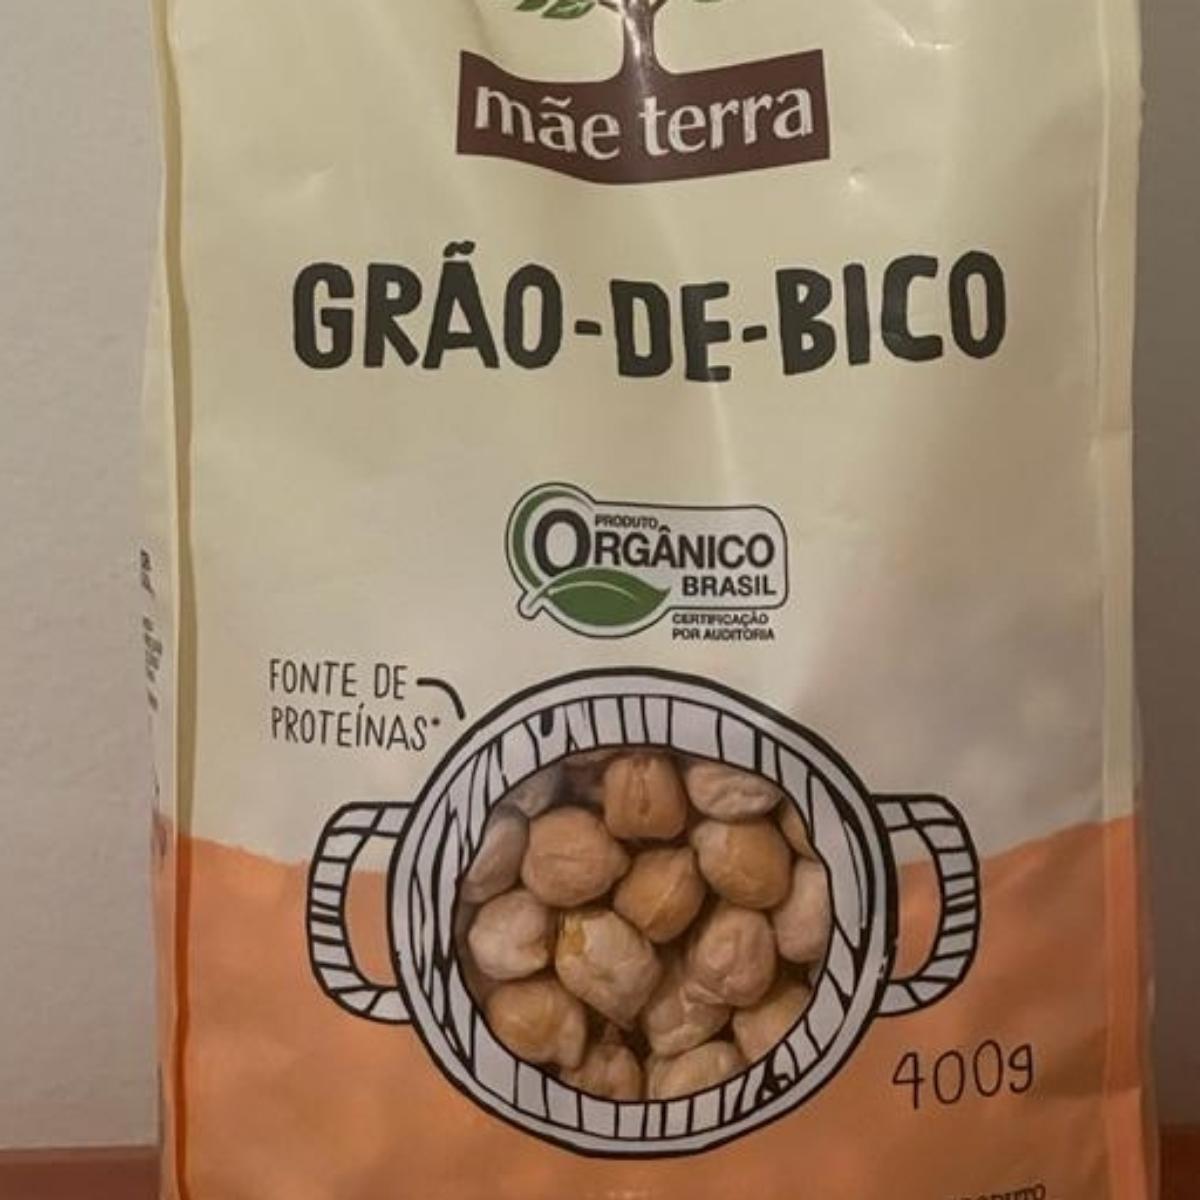 mãe terra
GRÃO-DE-BICO
PRODUTO
ORGÂNICO
BRASIL
CERTIFICAÇÃO
POR AUDITORIA
FONTE DE
PROTEÍNAS*
400g